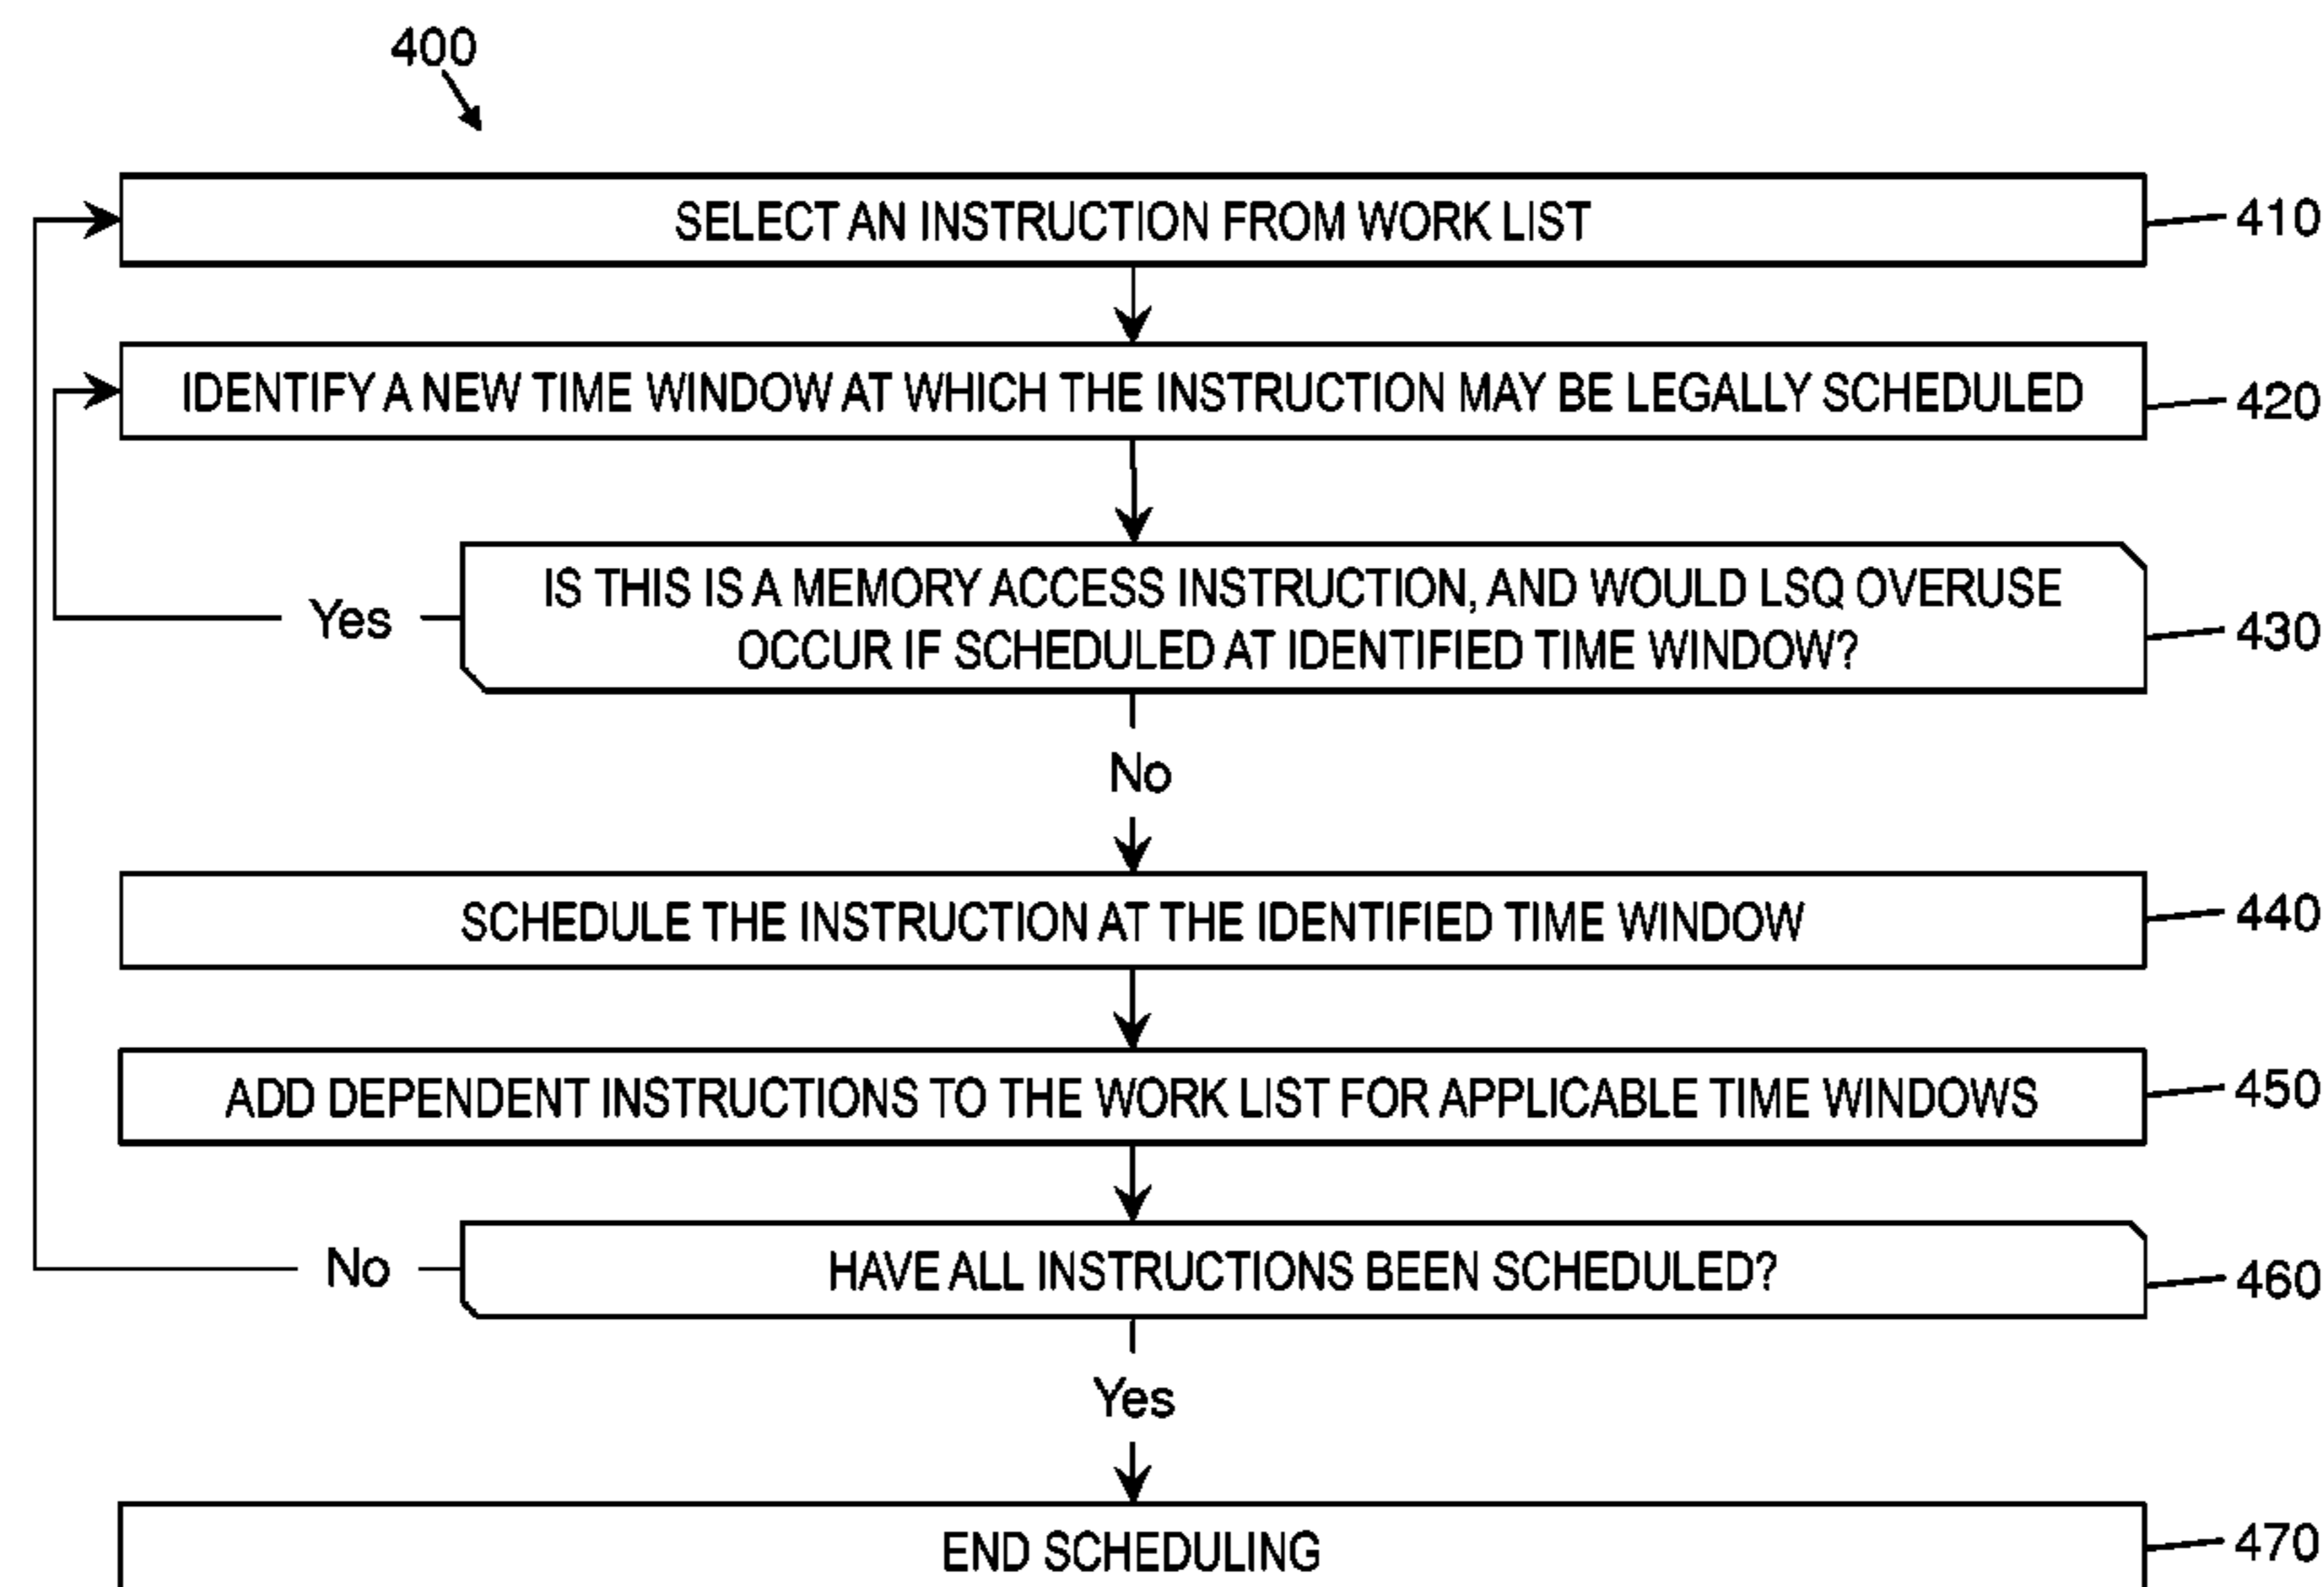 400
SELECT AN INSTRUCTION FROM WORK LIST
410
IDENTIFY A NEW TIME WINDOW AT WHICH THE INSTRUCTION MAY BE LEGALLY SCHEDULED
420
IS THIS IS A MEMORY ACCESS INSTRUCTION, AND WOULD LSQ OVERUSE
OCCUR IF SCHEDULED AT IDENTIFIED TIME WINDOW?
Yes
430
No
SCHEDULE THE INSTRUCTION AT THE IDENTIFIED TIME WINDOW
440
ADD DEPENDENT INSTRUCTIONS TO THE WORK LIST FOR APPLICABLE TIME WINDOWS
450
No
HAVE ALL INSTRUCTIONS BEEN SCHEDULED?
460
Yes
END SCHEDULING
470